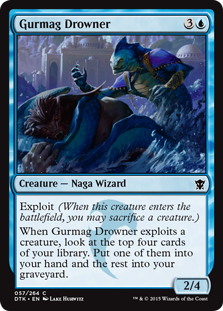 Gurmag Drowner 3
Creature — Naga Wizard
Exploit (When this creature enters the
battlefield, you may sacrifice a creature.)
When Gurmag Drowner exploits a
creature, look at the top four cards
of your library. Put one of them into
your hand and the rest into your
graveyard.
2/4
057/264 C
DTK • EN Lake Hurwitz
™ & © 2015 Wizards of the Coast